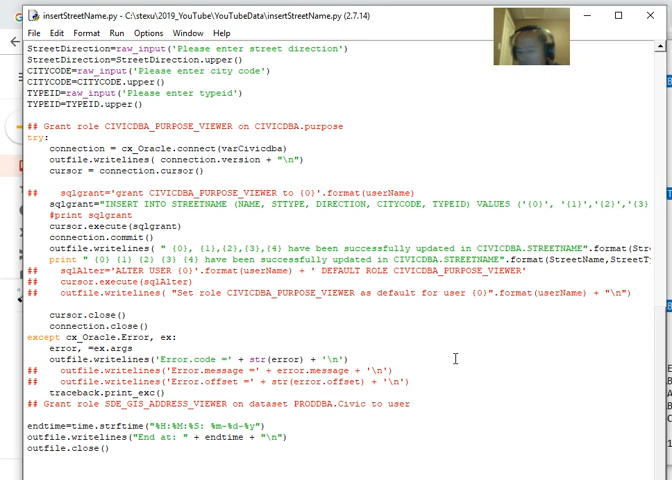 insertStreetName.py - C:\stexu\2019_YouTube\YouTubeData\insertStreetName.py (2.7.14)
File Edit Format Run Options Window Help
StreetDirection=raw_input('Please enter street direction')
StreetDirection=StreetDirection.upper()
CITYCODE=raw_input('Please enter city code')
CITYCODE=CITYCODE.upper()
TYPEID=raw_input('Please enter typeid')
TYPEID=TYPEID.upper()
## Grant role CIVICDBA_PURPOSE_VIEWER on CIVICDBA.purpose
try:
connection = cx_Oracle.connect(varCivicdba)
outfile.writelines( connection.version + "\n")
cursor = connection.cursor()
## sqlgrant='grant CIVICDBA_PURPOSE_VIEWER to {0}'.format(userName)
sqlgrant="INSERT INTO STREETNAME (NAME, STTYPE, DIRECTION, CITYCODE, TYPEID) VALUES ('{0}', '{1}','{2}','{3}
#print sqlgrant
cursor.execute(sqlgrant)
connection.commit()
outfile.writelines( " {0}, {1},{2},{3},{4} have been successfully updated in CIVICDBA.STREETNAME".format(Stre
print " {0} {1} {2} {3} {4} have been successfully updated in CIVICDBA.STREETNAME".format(StreetName,StreetTy
## sqlAlter='ALTER USER {0}'.format(userName) + ' DEFAULT ROLE CIVICDBA_PURPOSE_VIEWER'
## cursor.execute(sqlAlter)
## outfile.writelines( "Set role CIVICDBA_PURPOSE_VIEWER as default for user {0}".format(userName) + "\n")
cursor.close()
connection.close()
except cx_Oracle.Error, ex:
error, =ex.args
outfile.writelines('Error.code =' + str(error) + '\n')
## outfile.writelines('Error.message =' + error.message + '\n')
## outfile.writelines('Error.offset =' + str(error.offset) + '\n')
traceback.print_exc()
## Grant role SDE_GIS_ADDRESS_VIEWER on dataset PRODDBA.Civic to user
endtime=time.strftime("%H:%M:%S: %m-%d-%y")
outfile.writelines("End at: " + endtime + "\n")
outfile.close()